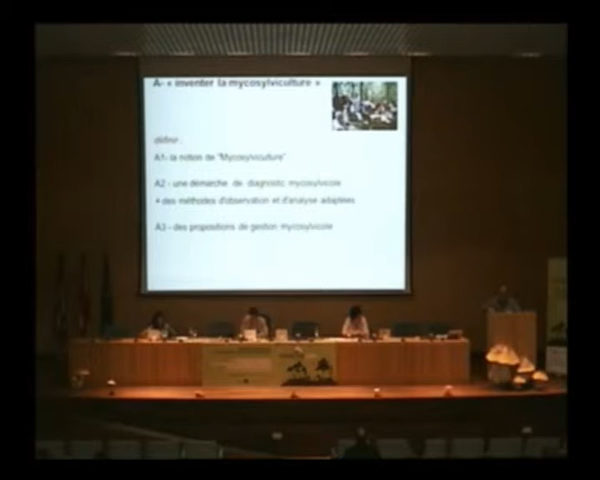 A- « inventer la mycosylviculture »
définir :
A1- la notion de "Mycosylviculture"
A2 - une démarche de diagnostic mycosylvicole
+ des méthodes d'observation et d'analyse adaptées
A3 - des propositions de gestion mycosylvicole